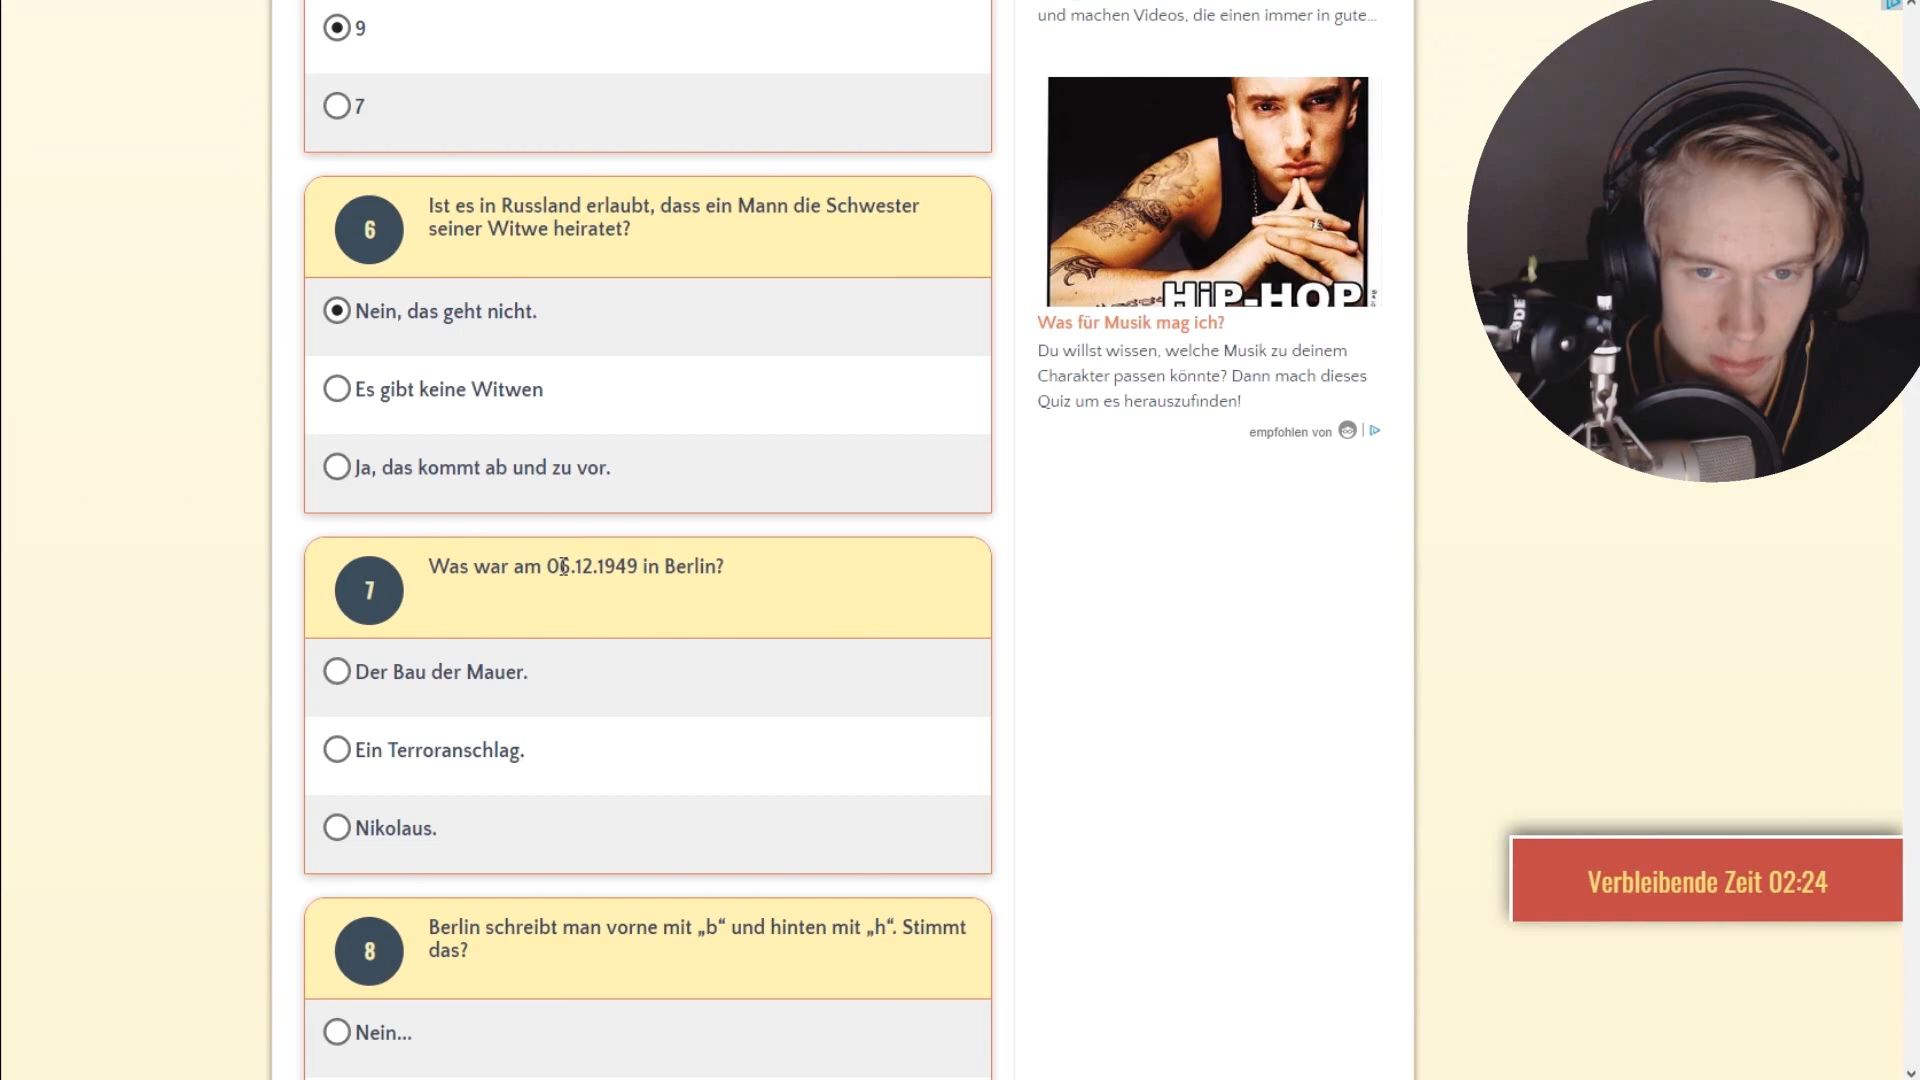 9
7
6
Ist es in Russland erlaubt, dass ein Mann die Schwester
seiner Witwe heiratet?
Nein, das geht nicht.
Es gibt keine Witwen
Ja, das kommt ab und zu vor.
7
Was war am 06.12.1949 in Berlin?
Der Bau der Mauer.
Ein Terroranschlag.
Nikolaus.
8
Berlin schreibt man vorne mit „b“ und hinten mit „h“. Stimmt
das?
Nein...
und machen Videos, die einen immer in gute...
HiP-HOP
Was für Musik mag ich?
Du willst wissen, welche Musik zu deinem
Charakter passen könnte? Dann mach dieses
Quiz um es herauszufinden!
empfohlen von
Verbleibende Zeit 02:24